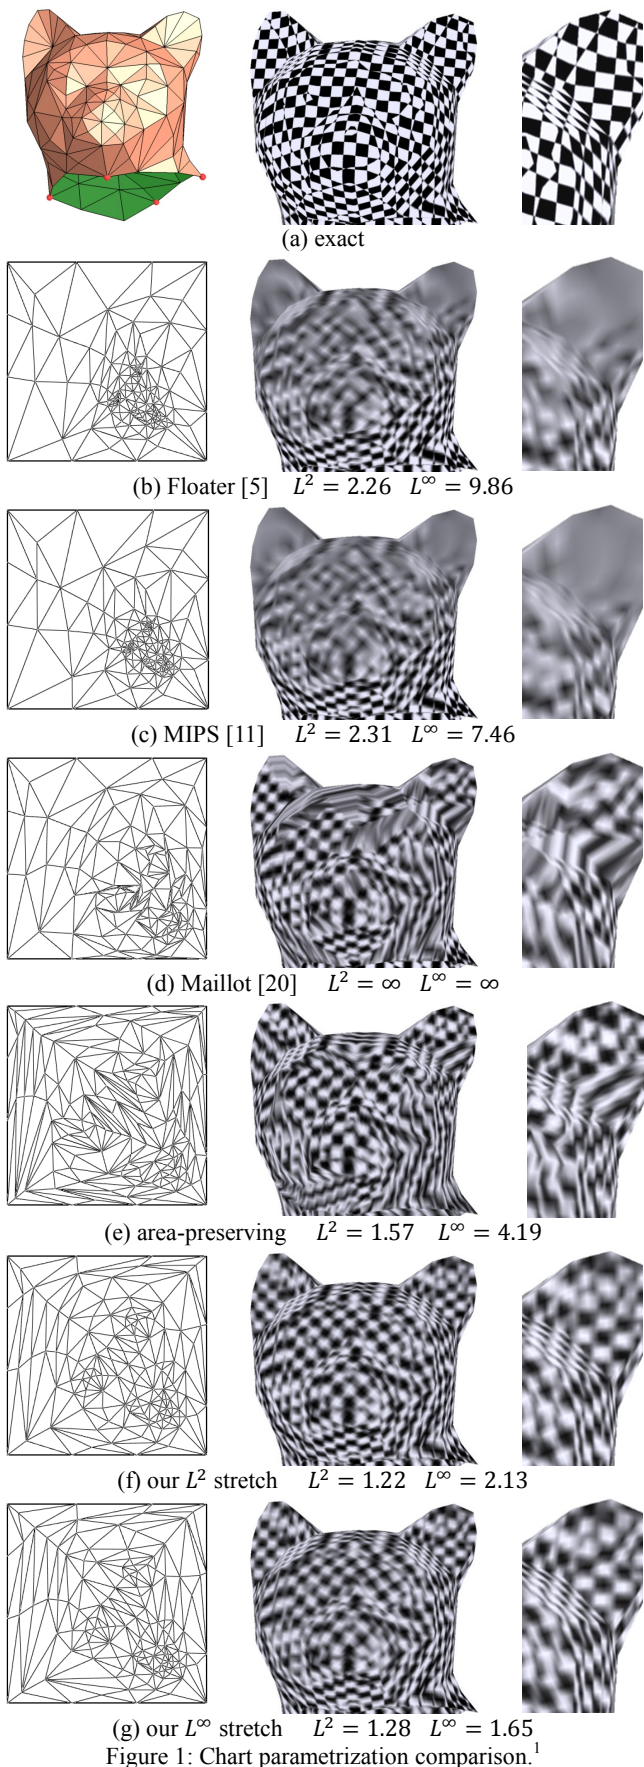 (a) exact
(b) Floater [5] L² = 2.26 L^∞ = 9.86
(c) MIPS [11] L² = 2.31 L^∞ = 7.46
(d) Maillot [20] L² = ∞ L^∞ = ∞
(e) area-preserving L² = 1.57 L^∞ = 4.19
(f) our L² stretch L² = 1.22 L^∞ = 2.13
(g) our L^∞ stretch L² = 1.28 L^∞ = 1.65
Figure 1: Chart parametrization comparison.¹